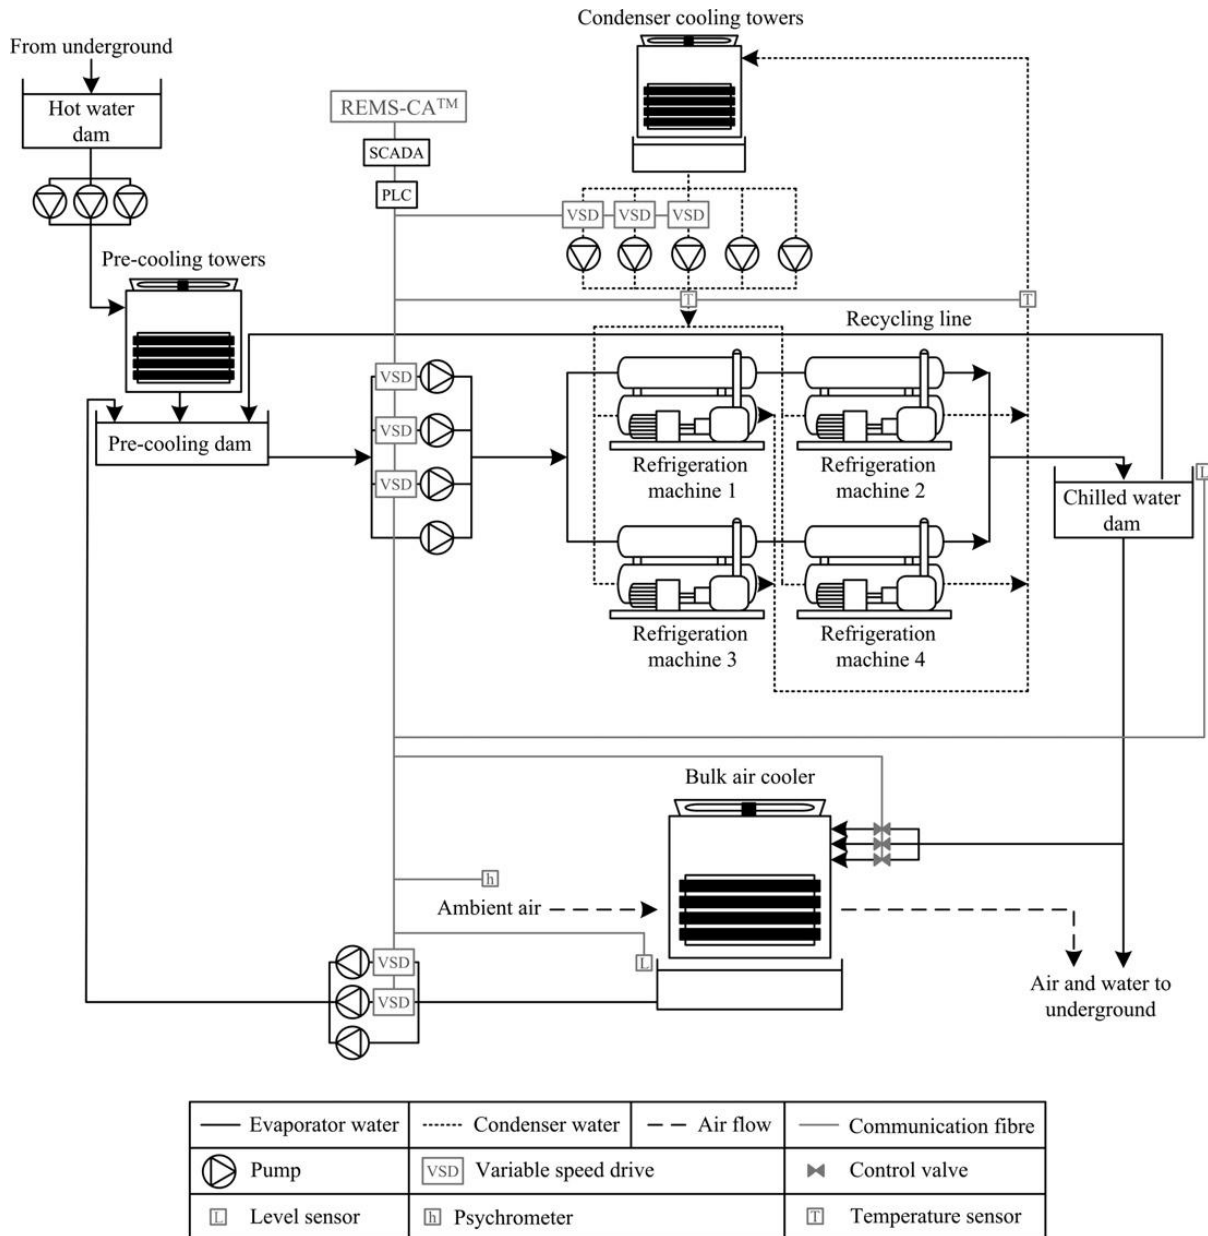 Condenser cooling towers
From underground
Hot water
dam
REMS-CA™
SCADA
PLC
VSD VSD VSD
Pre-cooling towers
T
T
Recycling line
VSD
VSD
VSD
Pre-cooling dam
Refrigeration
machine 1
Refrigeration
machine 2
L
Chilled water
dam
Refrigeration
machine 3
Refrigeration
machine 4
Bulk air cooler
h
Ambient air
L
VSD
VSD
Air and water to
underground
Evaporator water
Condenser water
Air flow
Communication fibre
Pump
VSD Variable speed drive
Control valve
L Level sensor
h Psychrometer
T Temperature sensor